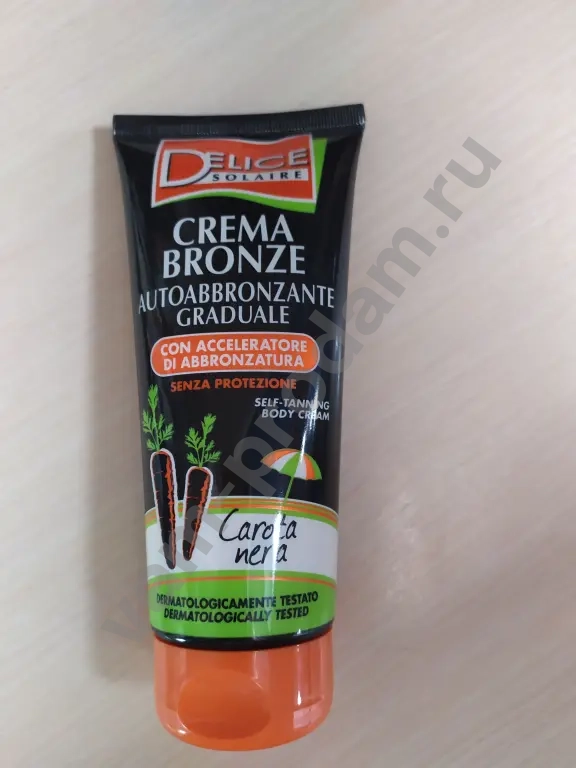 DELICE
SOLAIRE
CREMA
BRONZE
AUTOABBRONZANTE
GRADUALE
CON ACCELERATORE
DI ABBRONZATURA
SENZA PROTEZIONE
SELF-TANNING
BODY CREAM
Carota
nera
DERMATOLOGICAMENTE TESTATO
DERMATOLOGICALLY TESTED